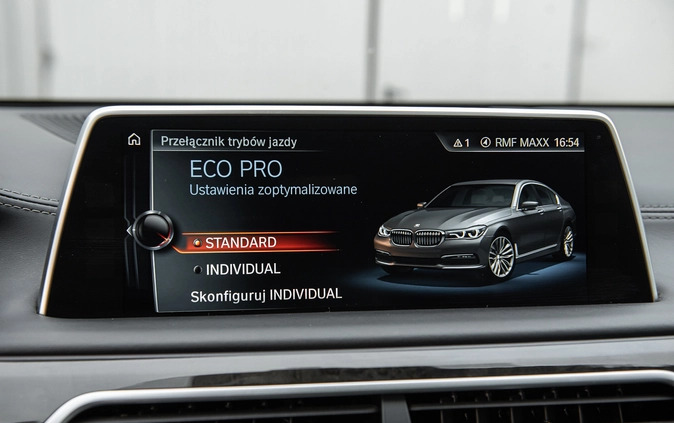 Przełącznik trybów jazdy
1 RMF MAXX 16:54
ECO PRO
Ustawienia zoptymalizowane
STANDARD
INDIVIDUAL
Skonfiguruj INDIVIDUAL